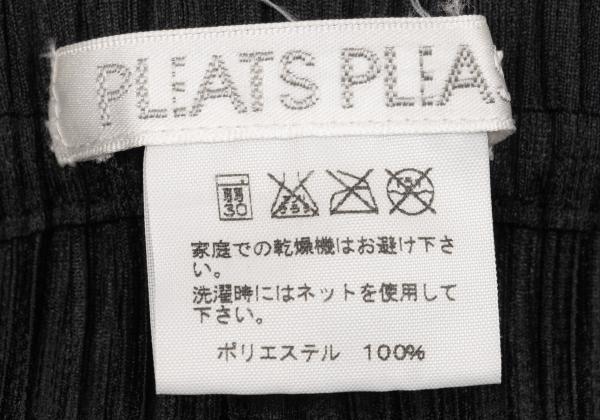 PLEATS PLEA
弱
30
家庭での乾燥機はお避け下さ
い。
洗濯時にはネットを使用して
下さい。
ポリエステル 100%